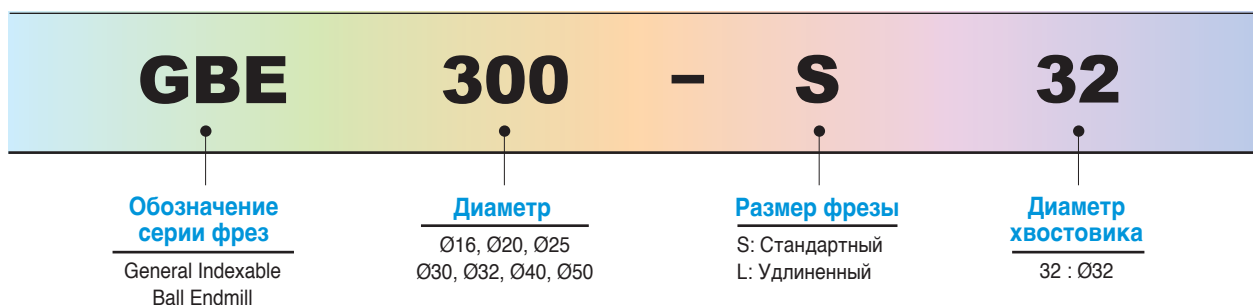 GBE 300 – S 32
Обозначение
серии фрез
General Indexable
Ball Endmill
Диаметр
Ø16, Ø20, Ø25
Ø30, Ø32, Ø40, Ø50
Размер фрезы
S: Стандартный
L: Удлиненный
Диаметр
хвостовика
32 : Ø32